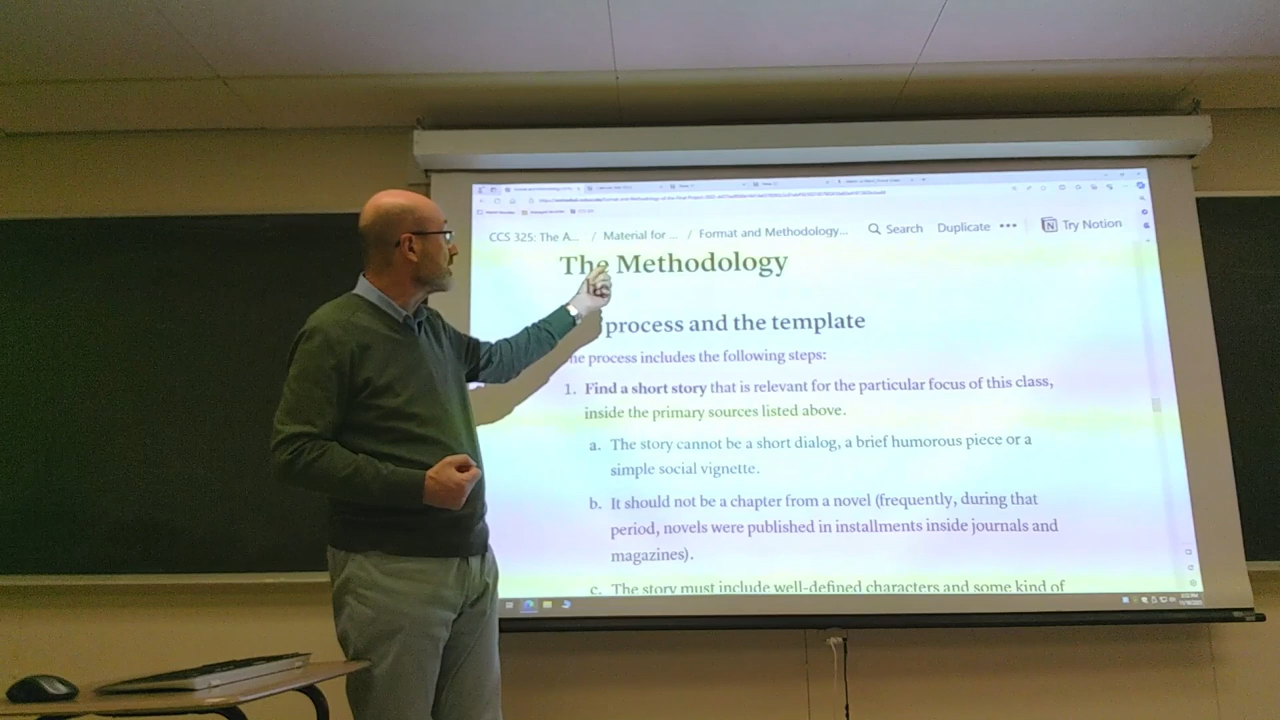 CCS 325: The A... / Material for ... / Format and Methodology... Search Duplicate ••• Try Notion
The Methodology
process and the template
he process includes the following steps:
1. Find a short story that is relevant for the particular focus of this class,
inside the primary sources listed above.
a. The story cannot be a short dialog, a brief humorous piece or a
simple social vignette.
b. It should not be a chapter from a novel (frequently, during that
period, novels were published in installments inside journals and
magazines).
c. The story must include well-defined characters and some kind of